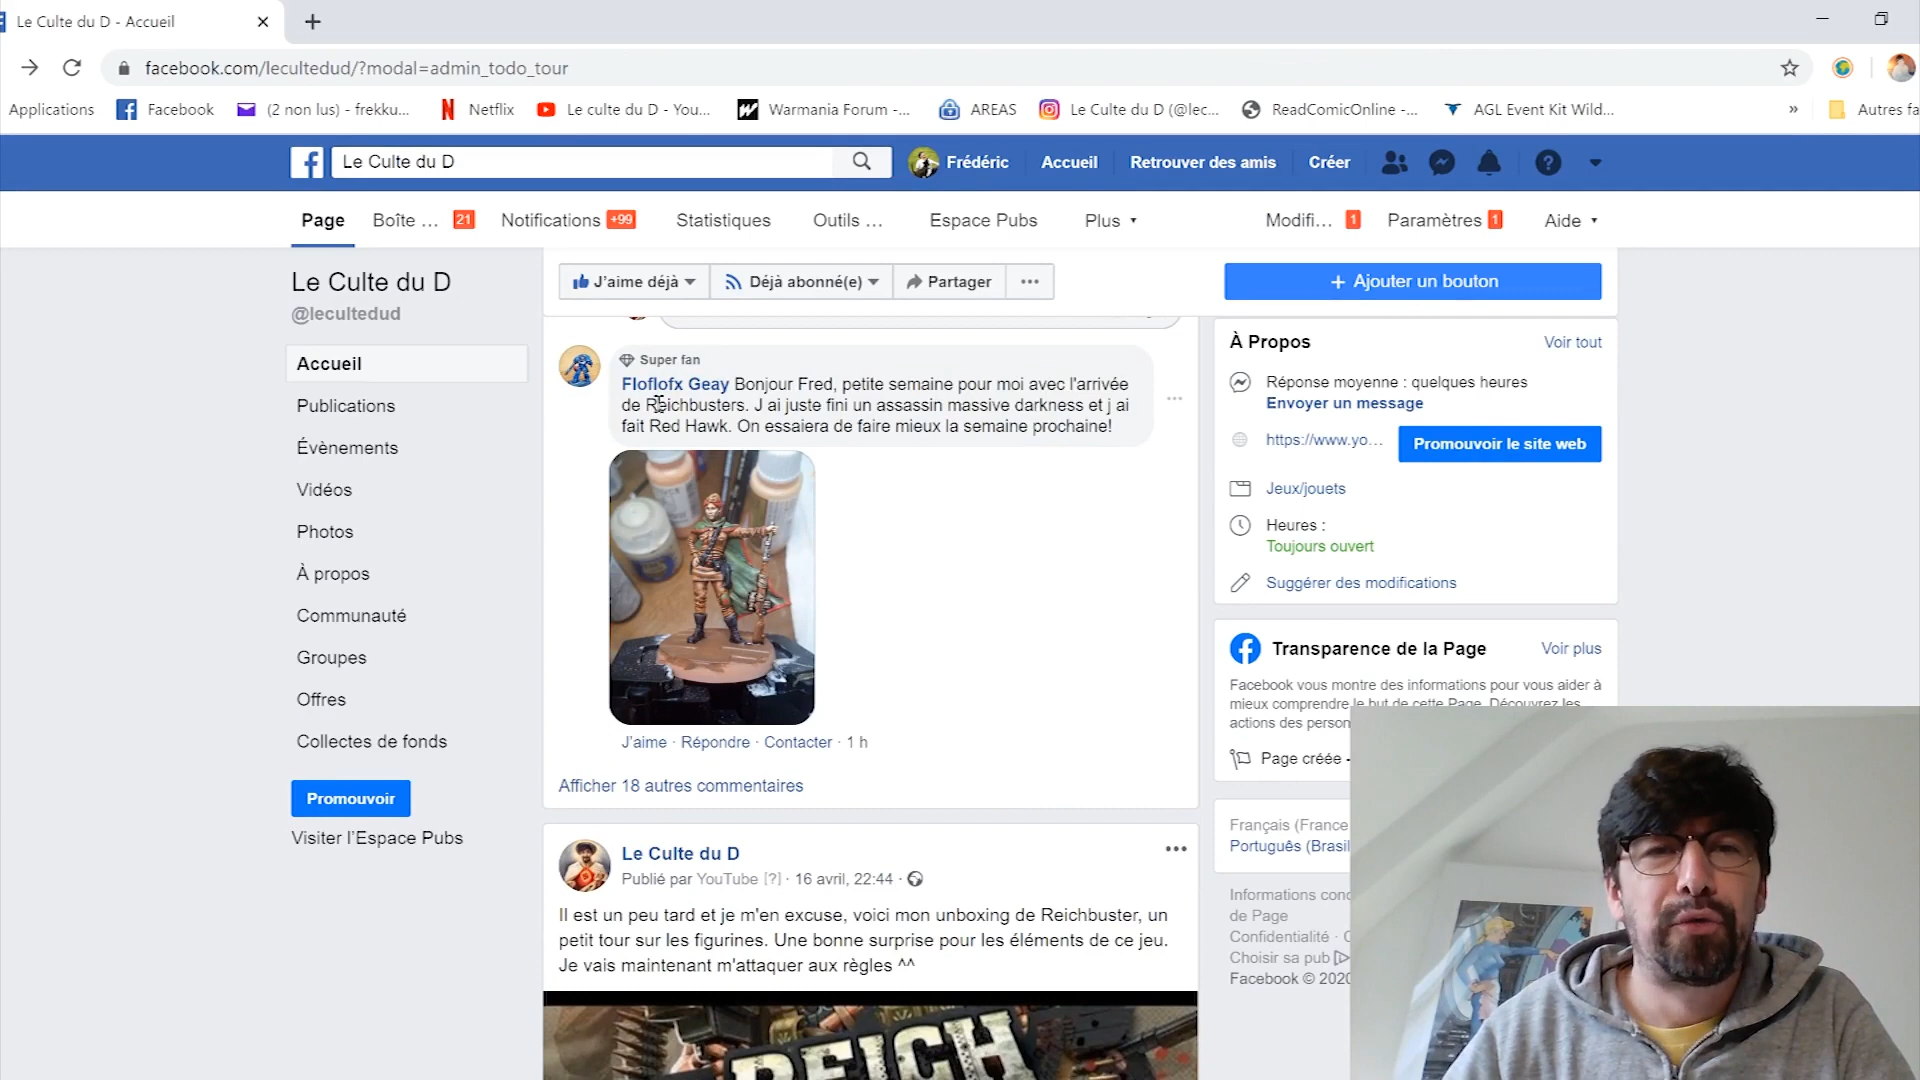 Le Culte du D - Accueil
facebook.com/lecultedud/?modal=admin_todo_tour
Applications
Facebook
(2 non lus) - frekku...
Netflix
Le culte du D - You...
Warmania Forum -...
AREAS
Le Culte du D (@lec...
ReadComicOnline -...
AGL Event Kit Wild...
»
Autres fa
Le Culte du D
Frédéric
Accueil
Retrouver des amis
Créer
Page
Boîte ... 21
Notifications +99
Statistiques
Outils ...
Espace Pubs
Plus
Modifi... 1
Paramètres 1
Aide
Le Culte du D
@lecultedud
Accueil
Publications
Évènements
Vidéos
Photos
À propos
Communauté
Groupes
Offres
Collectes de fonds
Promouvoir
Visiter l'Espace Pubs
J'aime déjà
Déjà abonné(e)
Partager
...
+ Ajouter un bouton
Super fan
Floflofx Geay Bonjour Fred, petite semaine pour moi avec l'arrivée
de Reichbusters. J ai juste fini un assassin massive darkness et j ai
fait Red Hawk. On essaiera de faire mieux la semaine prochaine!
J'aime · Répondre · Contacter · 1 h
Afficher 18 autres commentaires
Le Culte du D
Publié par YouTube [?] · 16 avril, 22:44 ·
Il est un peu tard et je m'en excuse, voici mon unboxing de Reichbuster, un
petit tour sur les figurines. Une bonne surprise pour les éléments de ce jeu.
Je vais maintenant m'attaquer aux règles ^^
REICH
À Propos
Voir tout
Réponse moyenne : quelques heures
Envoyer un message
https://www.yo...
Promouvoir le site web
Jeux/jouets
Heures :
Toujours ouvert
Suggérer des modifications
Transparence de la Page
Voir plus
Facebook vous montre des informations pour vous aider à
mieux comprendre le but de cette Page. Découvrez les
actions des person
Page créée -
Français (France
Português (Brasil
Informations conc
de Page
Confidentialité · C
Choisir sa pub
Facebook © 2020